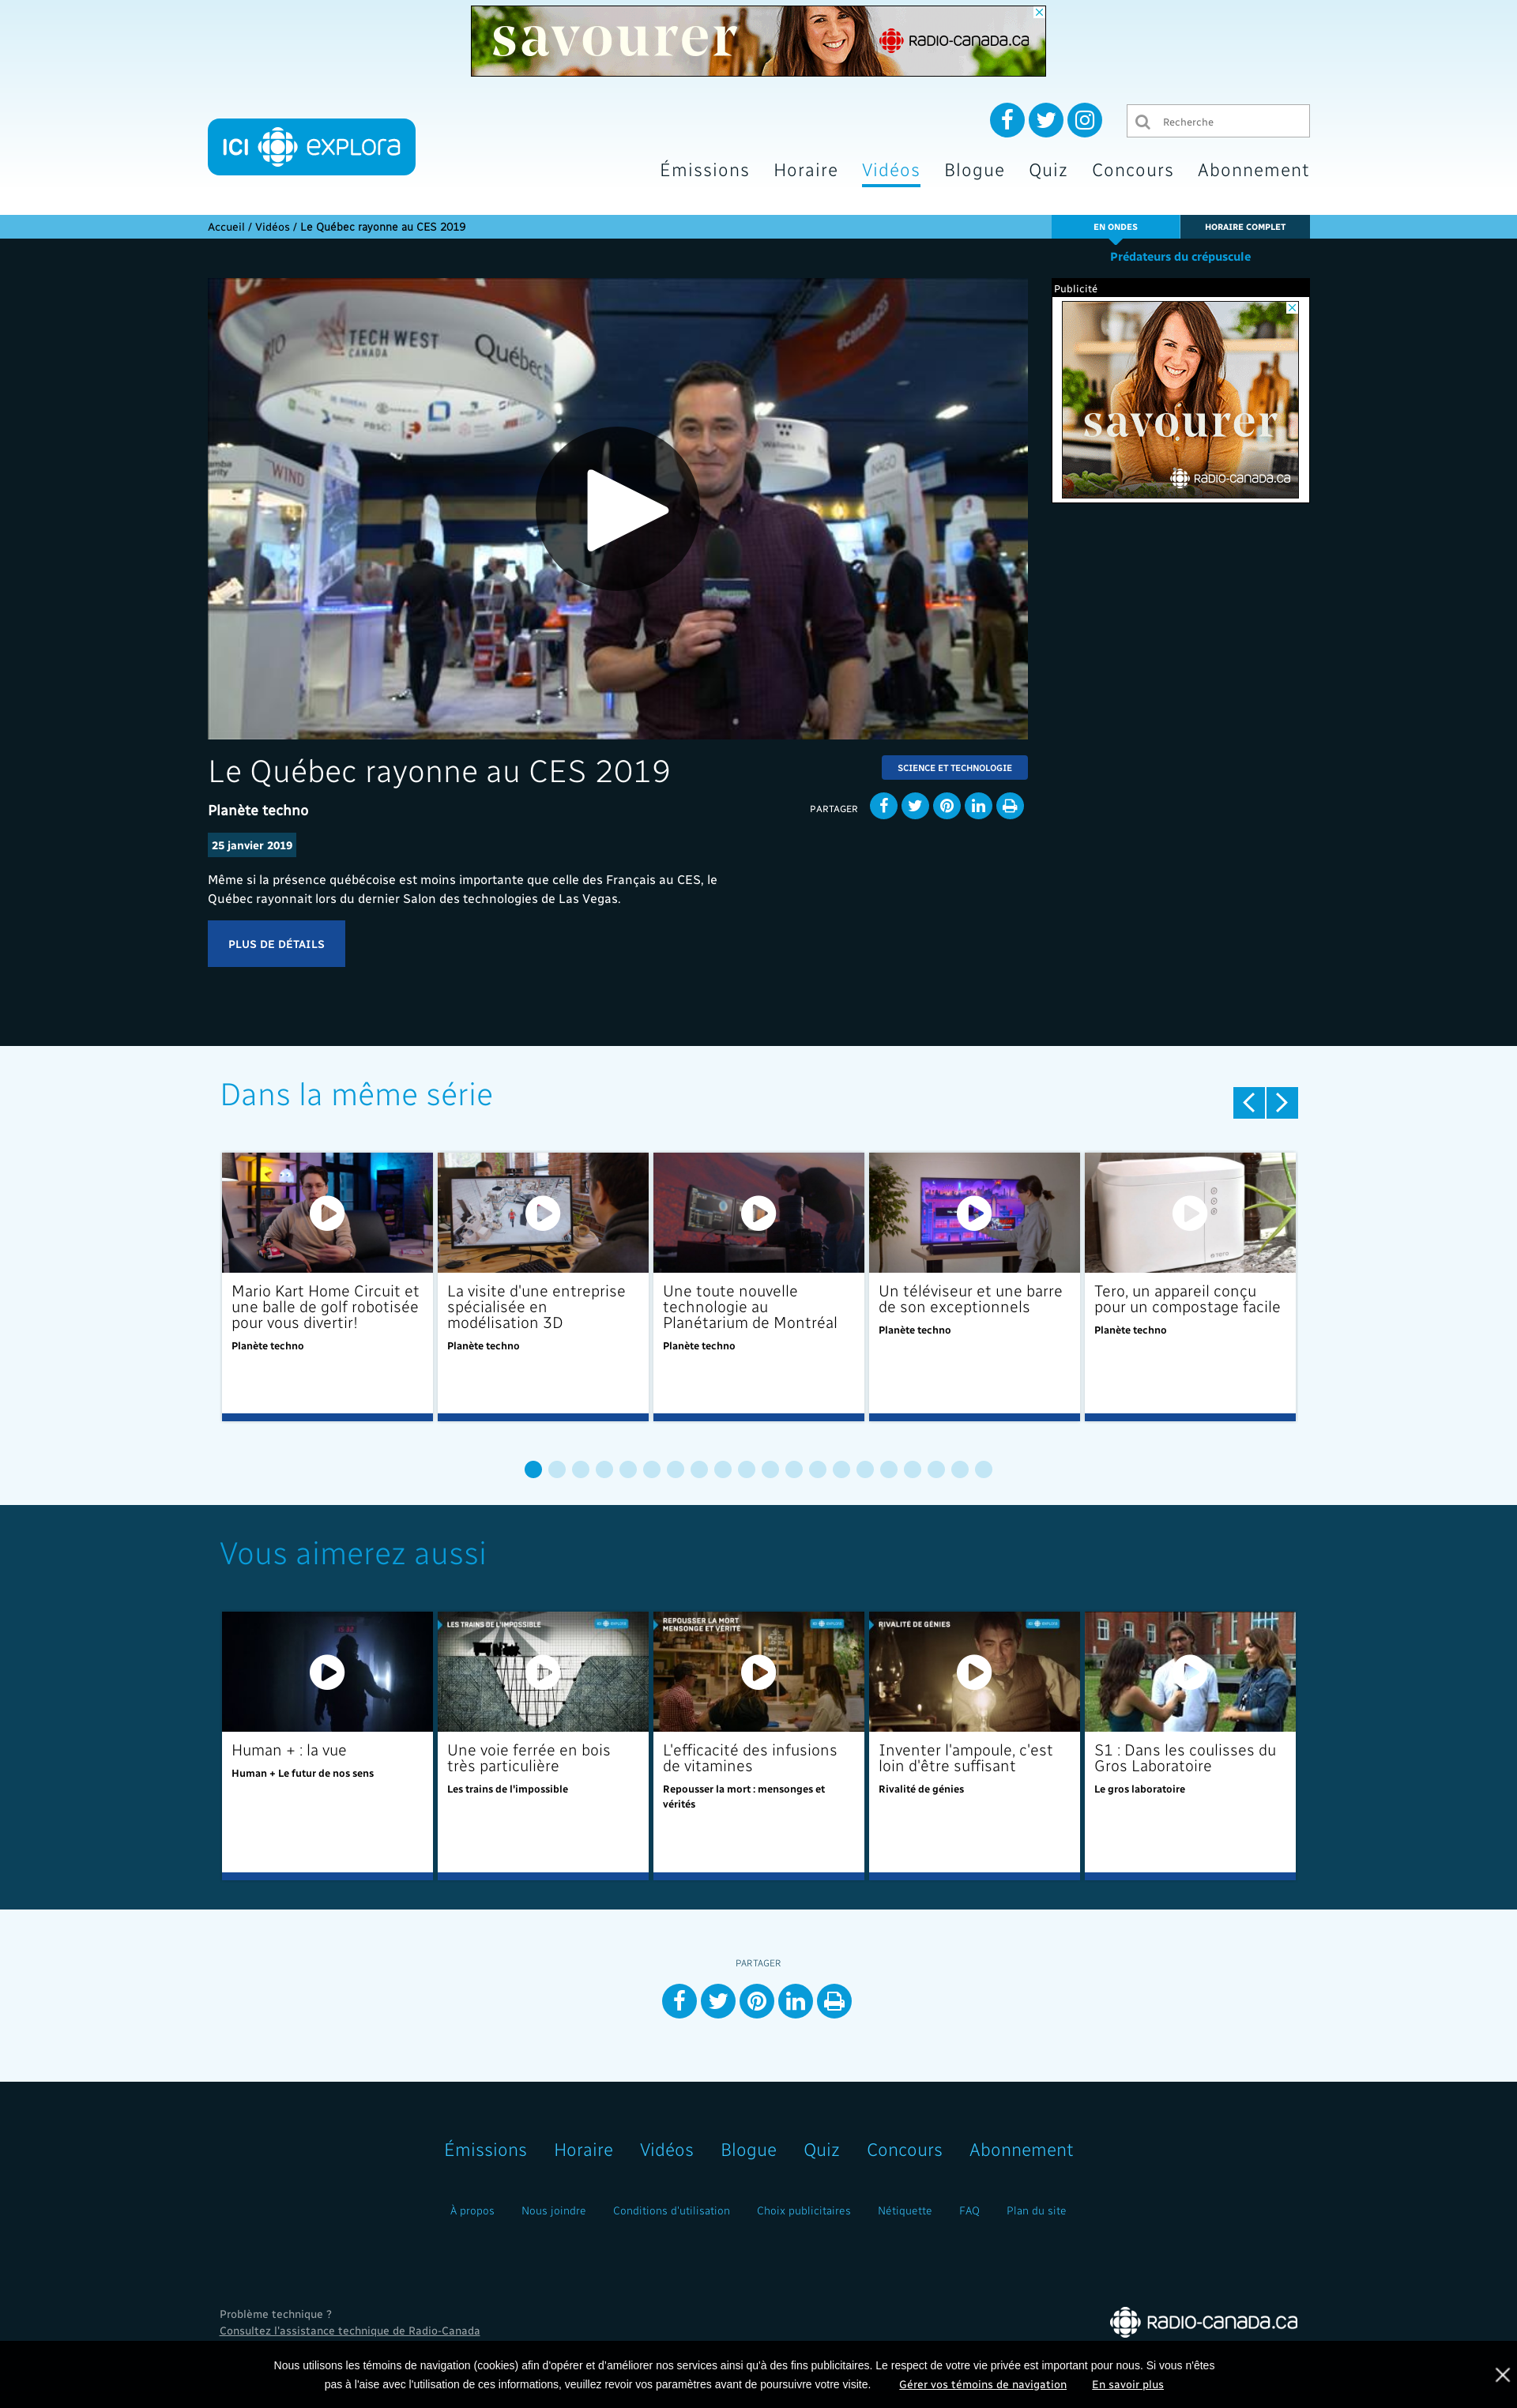 savourer
RADIO-CANADA.CA
ICI explora
Recherche
Émissions Horaire Vidéos Blogue Quiz Concours Abonnement
Accueil / Vidéos / Le Québec rayonne au CES 2019
EN ONDES
HORAIRE COMPLET
Prédateurs du crépuscule
Publicité
savourer
RADIO-CANADA.CA
TECH WEST
CANADA
Québec
#CanadaCES
WIND
Le Québec rayonne au CES 2019
SCIENCE ET TECHNOLOGIE
Planète techno
PARTAGER
25 janvier 2019
Même si la présence québécoise est moins importante que celle des Français au CES, le
Québec rayonnait lors du dernier Salon des technologies de Las Vegas.
PLUS DE DÉTAILS
Dans la même série
Mario Kart Home Circuit et
une balle de golf robotisée
pour vous divertir!
Planète techno
La visite d'une entreprise
spécialisée en
modélisation 3D
Planète techno
Une toute nouvelle
technologie au
Planétarium de Montréal
Planète techno
Un téléviseur et une barre
de son exceptionnels
Planète techno
Tero, un appareil conçu
pour un compostage facile
Planète techno
Vous aimerez aussi
Human + : la vue
Human + Le futur de nos sens
LES TRAINS DE L'IMPOSSIBLE
Une voie ferrée en bois
très particulière
Les trains de l'impossible
REPOUSSER LA MORT
MENSONGE ET VÉRITÉ
L'efficacité des infusions
de vitamines
Repousser la mort : mensonges et
vérités
RIVALITÉ DE GÉNIES
Inventer l'ampoule, c'est
loin d'être suffisant
Rivalité de génies
S1 : Dans les coulisses du
Gros Laboratoire
Le gros laboratoire
PARTAGER
Émissions Horaire Vidéos Blogue Quiz Concours Abonnement
À propos Nous joindre Conditions d'utilisation Choix publicitaires Nétiquette FAQ Plan du site
Problème technique ?
Consultez l'assistance technique de Radio-Canada
RADIO-CANADA.CA
Nous utilisons les témoins de navigation (cookies) afin d'opérer et d'améliorer nos services ainsi qu'à des fins publicitaires. Le respect de votre vie privée est important pour nous. Si vous n'êtes
pas à l'aise avec l'utilisation de ces informations, veuillez revoir vos paramètres avant de poursuivre votre visite. Gérer vos témoins de navigation En savoir plus